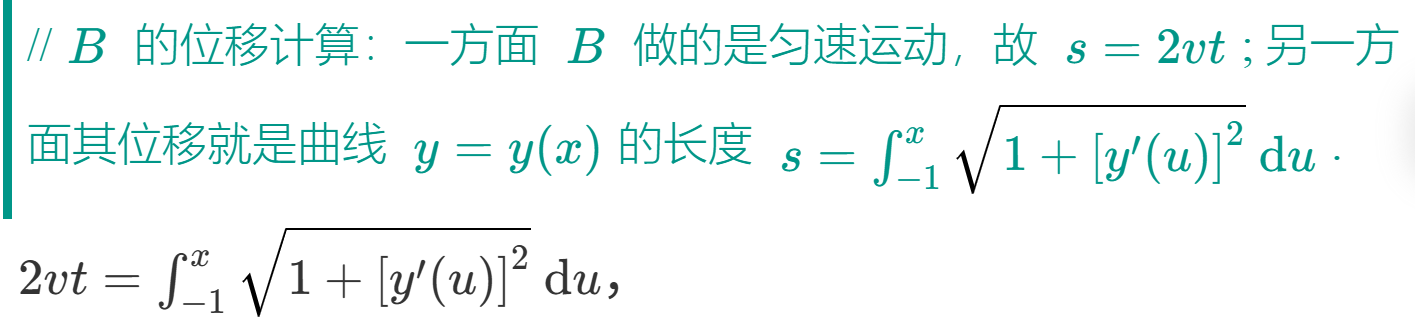 // B 的位移计算：一方面 B 做的是匀速运动，故 s = 2vt ; 另一方
面其位移就是曲线 y = y(x) 的长度 s = ∫_{-1}^{x} √(1 + [y′(u)]²) du ·
2vt = ∫_{-1}^{x} √(1 + [y′(u)]²) du，